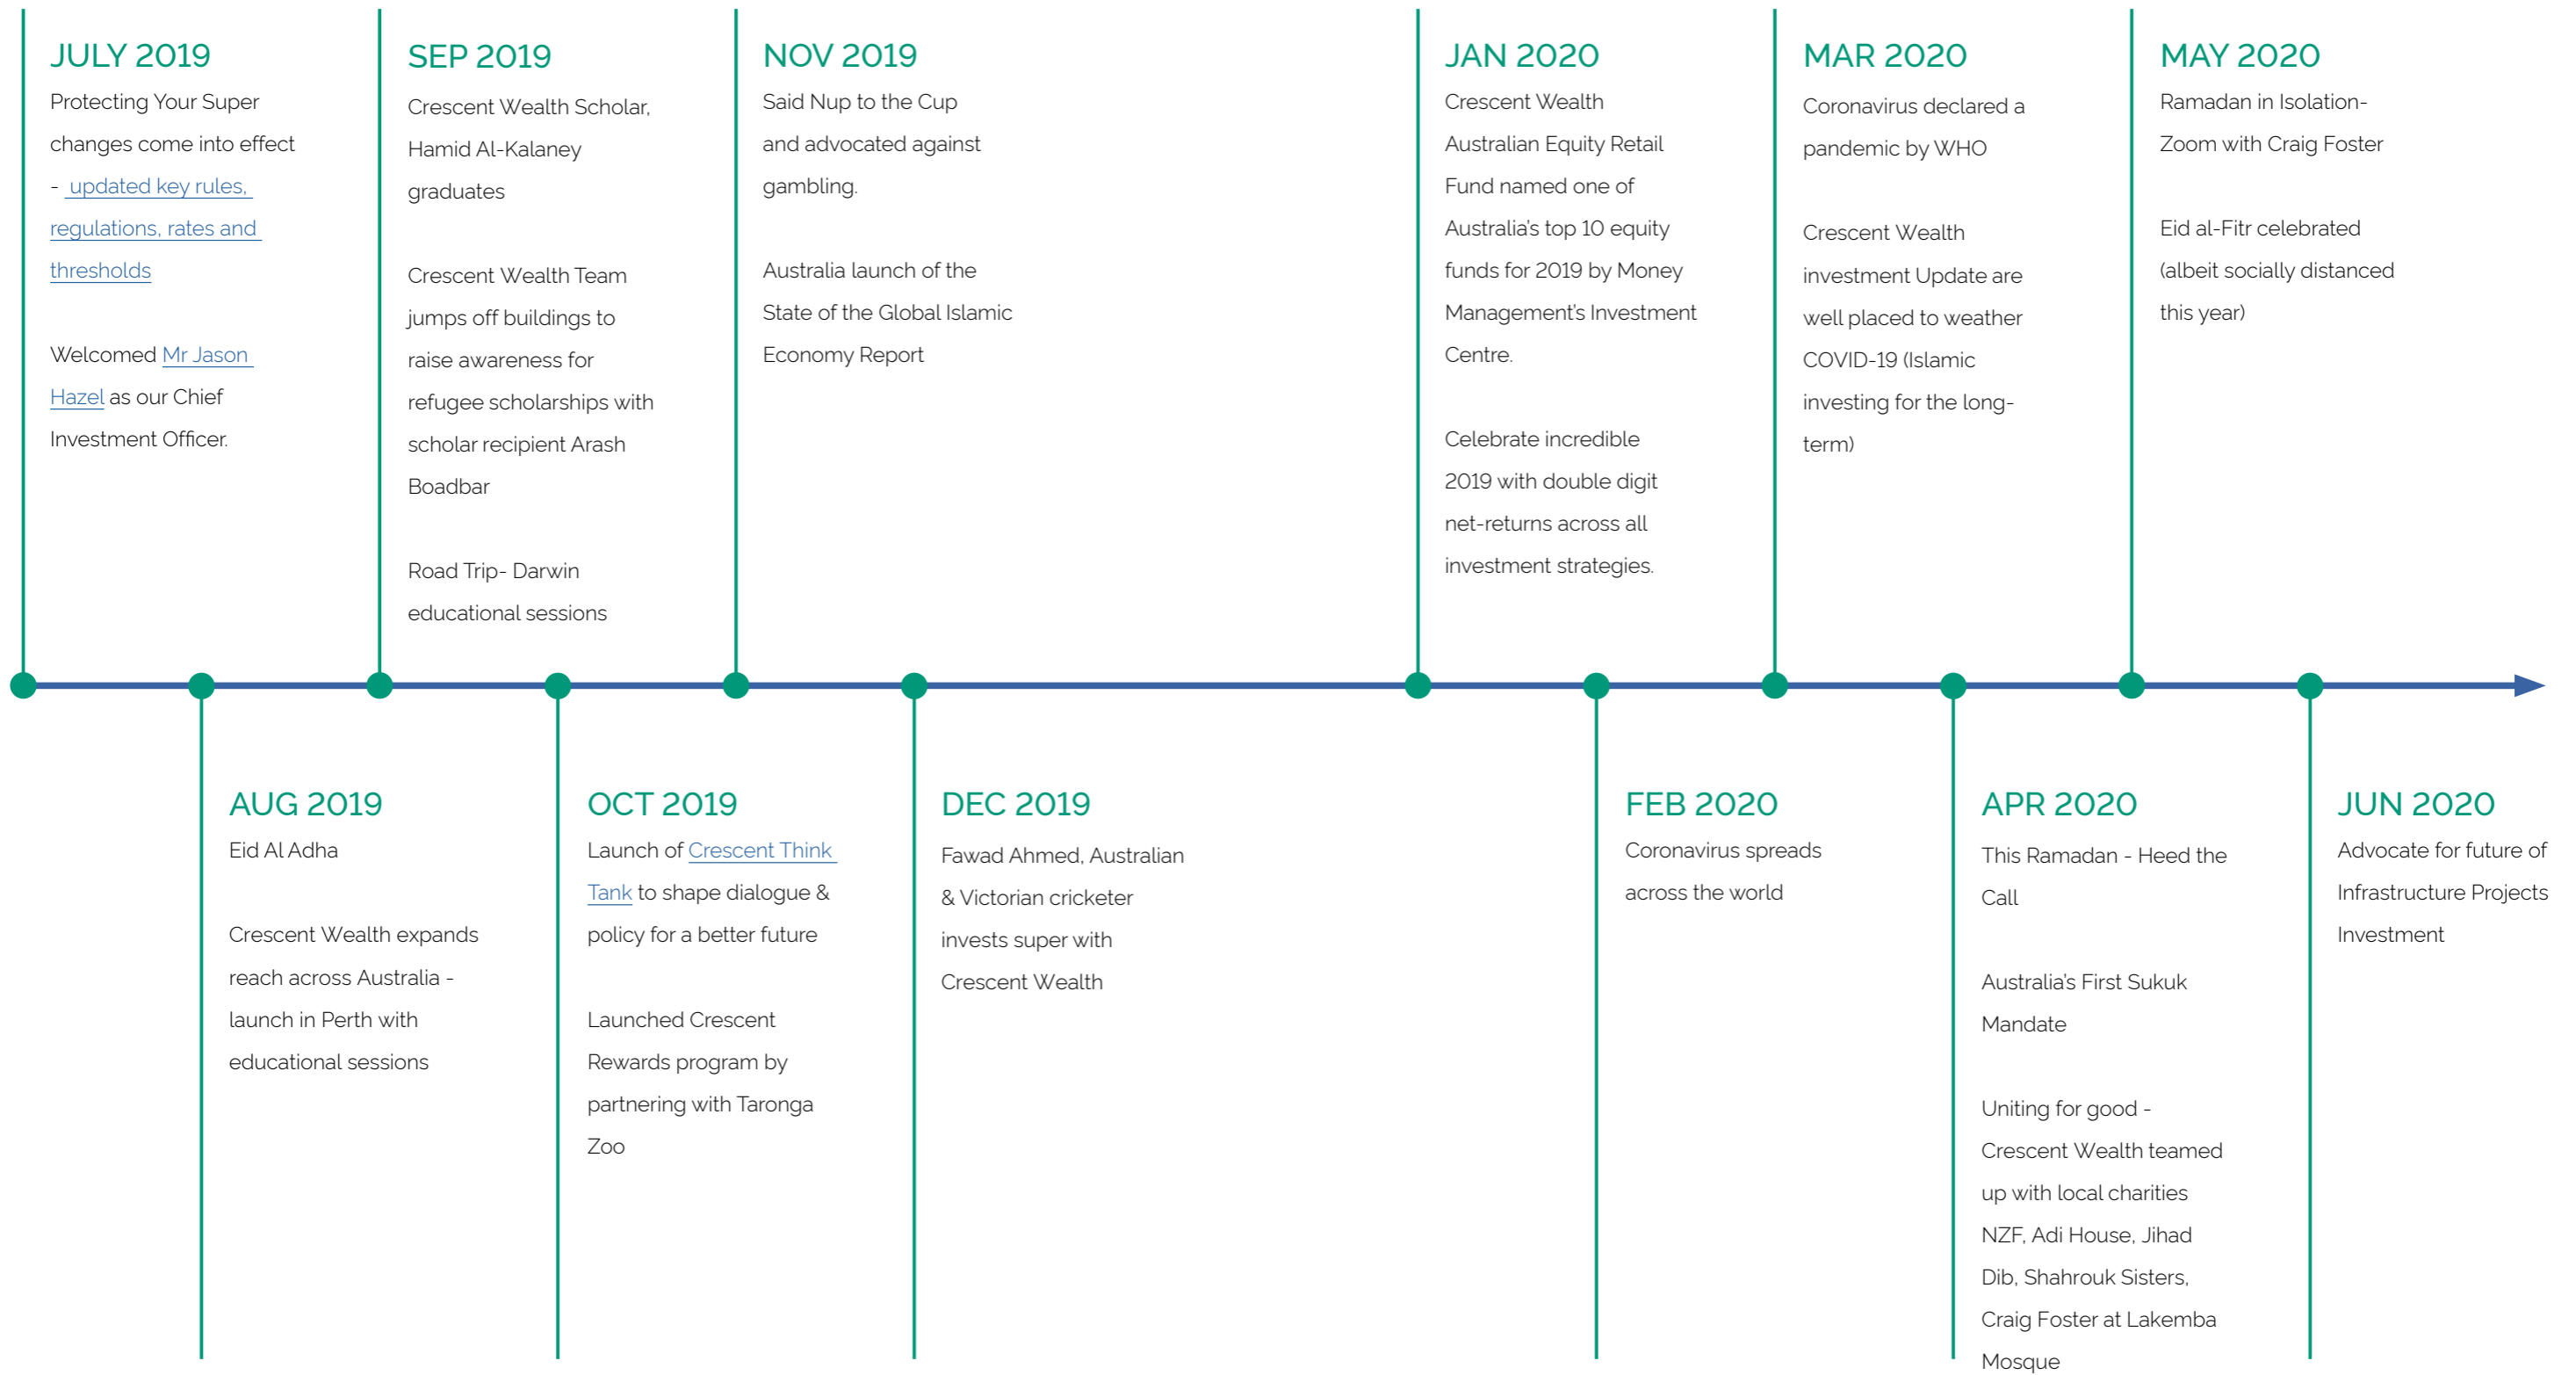 JULY 2019
Protecting Your Super
changes come into effect
- updated key rules,
regulations, rates and
thresholds
Welcomed Mr Jason
Hazel as our Chief
Investment Officer.
SEP 2019
Crescent Wealth Scholar,
Hamid Al-Kalaney
graduates
Crescent Wealth Team
jumps off buildings to
raise awareness for
refugee scholarships with
scholar recipient Arash
Boadbar
Road Trip- Darwin
educational sessions
NOV 2019
Said Nup to the Cup
and advocated against
gambling.
Australia launch of the
State of the Global Islamic
Economy Report
JAN 2020
Crescent Wealth
Australian Equity Retail
Fund named one of
Australia's top 10 equity
funds for 2019 by Money
Management's Investment
Centre.
Celebrate incredible
2019 with double digit
net-returns across all
investment strategies.
MAR 2020
Coronavirus declared a
pandemic by WHO
Crescent Wealth
investment Update are
well placed to weather
COVID-19 (Islamic
investing for the long-
term)
MAY 2020
Ramadan in Isolation-
Zoom with Craig Foster
Eid al-Fitr celebrated
(albeit socially distanced
this year)
AUG 2019
Eid Al Adha
Crescent Wealth expands
reach across Australia -
launch in Perth with
educational sessions
OCT 2019
Launch of Crescent Think
Tank to shape dialogue &
policy for a better future
Launched Crescent
Rewards program by
partnering with Taronga
Zoo
DEC 2019
Fawad Ahmed, Australian
& Victorian cricketer
invests super with
Crescent Wealth
FEB 2020
Coronavirus spreads
across the world
APR 2020
This Ramadan - Heed the
Call
Australia's First Sukuk
Mandate
Uniting for good -
Crescent Wealth teamed
up with local charities
NZF, Adi House, Jihad
Dib, Shahrouk Sisters,
Craig Foster at Lakemba
Mosque
JUN 2020
Advocate for future of
Infrastructure Projects
Investment